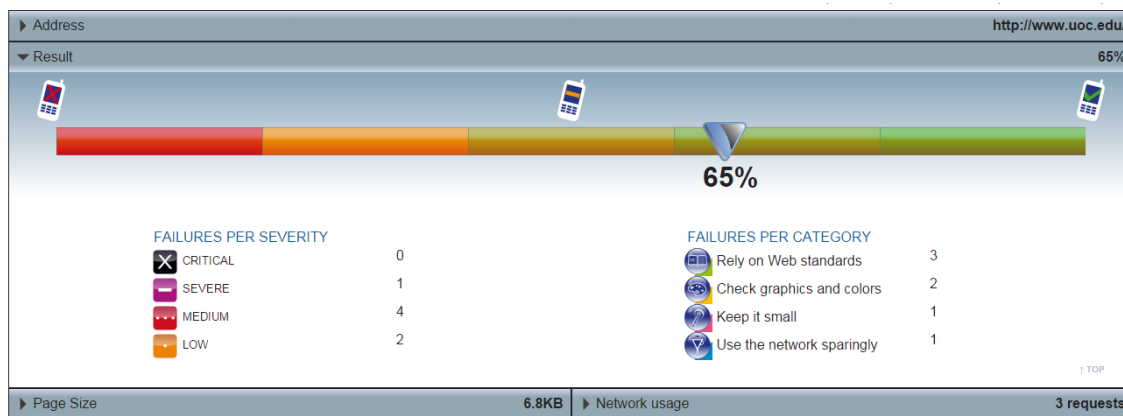 Address http://www.uoc.edu/
Result 65%
65%
FAILURES PER SEVERITY
CRITICAL 0
SEVERE 1
MEDIUM 4
LOW 2
FAILURES PER CATEGORY
Rely on Web standards 3
Check graphics and colors 2
Keep it small 1
Use the network sparingly 1
↑ TOP
Page Size 6.8KB
Network usage 3 requests